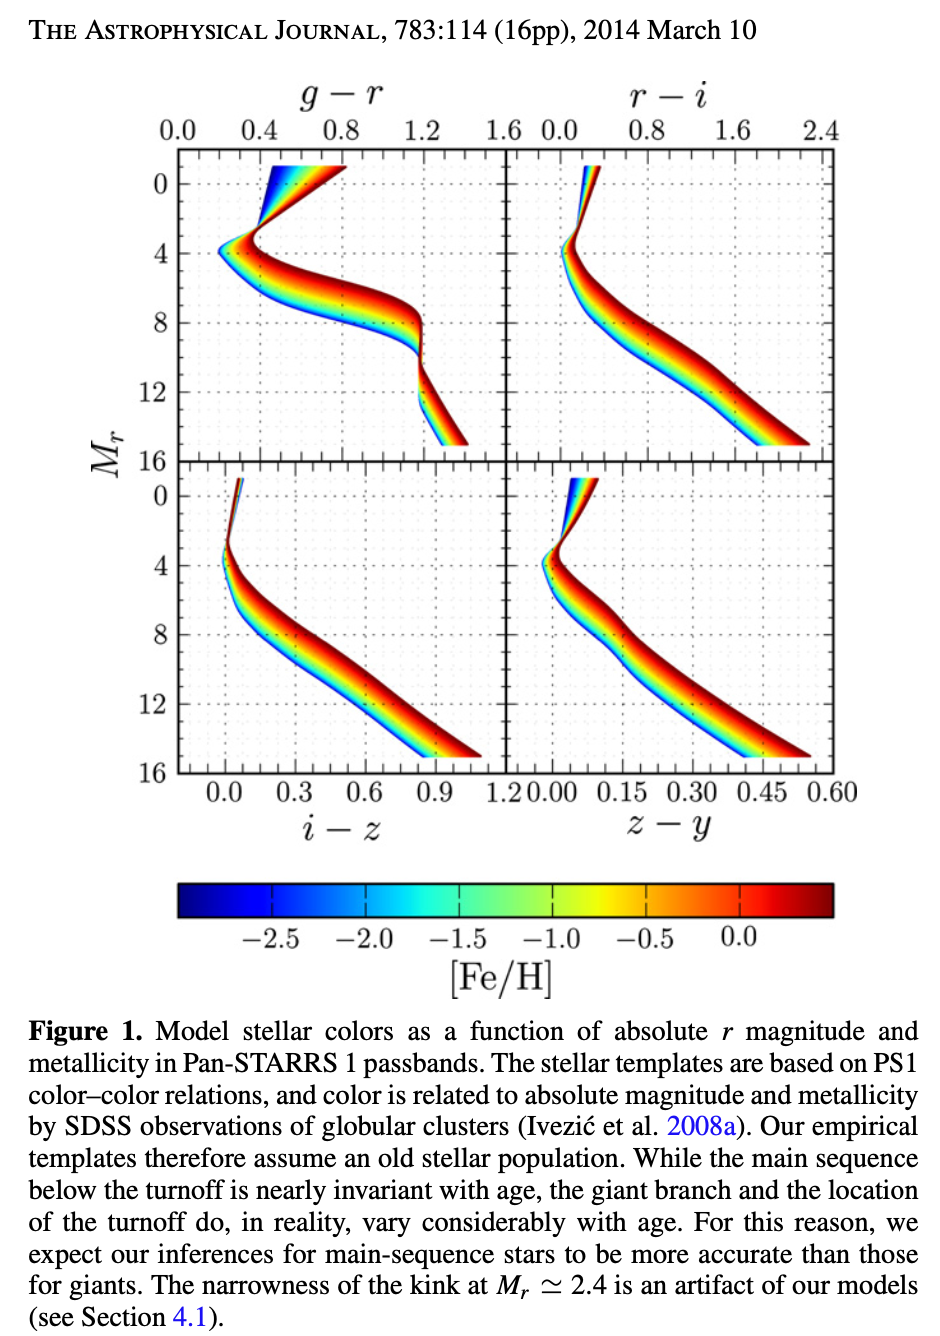 THE ASTROPHYSICAL JOURNAL, 783:114 (16pp), 2014 March 10
g − r
r − i
0.0 0.4 0.8 1.2 1.6 0.0 0.8 1.6 2.4
0
4
8
12
16
M_r
0
4
8
12
16
0.0 0.3 0.6 0.9 1.2 0.00 0.15 0.30 0.45 0.60
i − z
z − y
−2.5 −2.0 −1.5 −1.0 −0.5 0.0
[Fe/H]
Figure 1. Model stellar colors as a function of absolute r magnitude and
metallicity in Pan-STARRS 1 passbands. The stellar templates are based on PS1
color–color relations, and color is related to absolute magnitude and metallicity
by SDSS observations of globular clusters (Ivezić et al. 2008a). Our empirical
templates therefore assume an old stellar population. While the main sequence
below the turnoff is nearly invariant with age, the giant branch and the location
of the turnoff do, in reality, vary considerably with age. For this reason, we
expect our inferences for main-sequence stars to be more accurate than those
for giants. The narrowness of the kink at M_r ≃ 2.4 is an artifact of our models
(see Section 4.1).